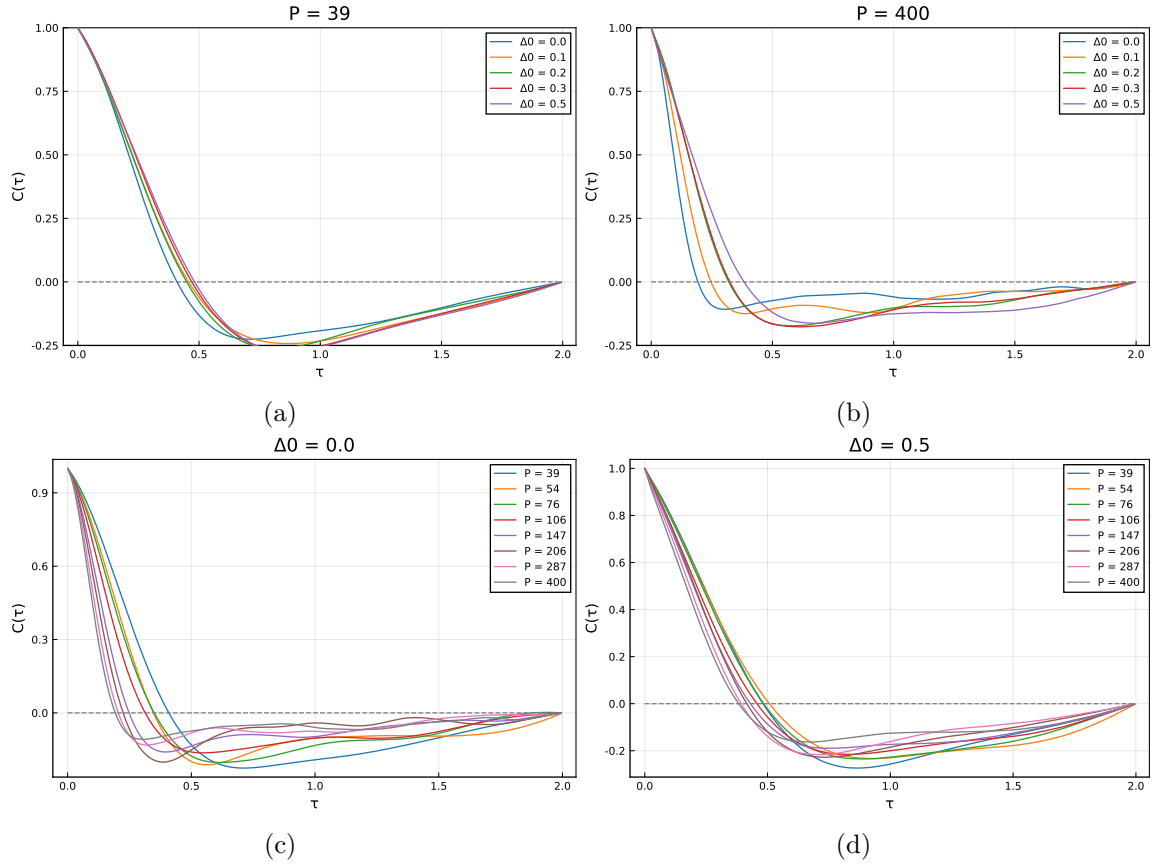 P = 39
1.00
0.75
0.50
0.25
0.00
-0.25
C(τ)
0.0
0.5
1.0
1.5
2.0
τ
Δ0 = 0.0
Δ0 = 0.1
Δ0 = 0.2
Δ0 = 0.3
Δ0 = 0.5
(a)
P = 400
1.00
0.75
0.50
0.25
0.00
-0.25
C(τ)
0.0
0.5
1.0
1.5
2.0
τ
Δ0 = 0.0
Δ0 = 0.1
Δ0 = 0.2
Δ0 = 0.3
Δ0 = 0.5
(b)
Δ0 = 0.0
0.9
0.6
0.3
0.0
C(τ)
0.0
0.5
1.0
1.5
2.0
τ
P = 39
P = 54
P = 76
P = 106
P = 147
P = 206
P = 287
P = 400
(c)
Δ0 = 0.5
1.0
0.8
0.6
0.4
0.2
0.0
-0.2
C(τ)
0.0
0.5
1.0
1.5
2.0
τ
P = 39
P = 54
P = 76
P = 106
P = 147
P = 206
P = 287
P = 400
(d)